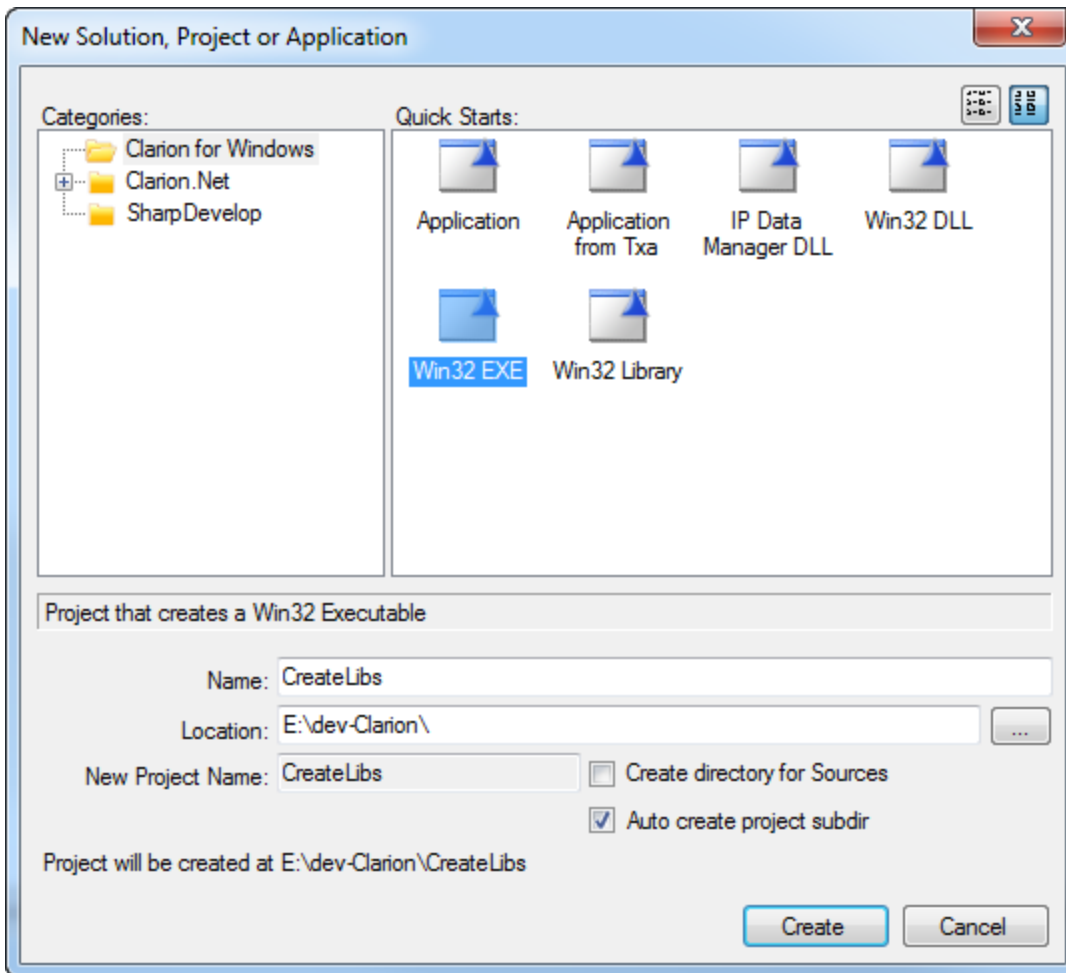 New Solution, Project or Application
Categories:
Quick Starts:
Clarion for Windows
Clarion.Net
SharpDevelop
Application
Application
from Txa
IP Data
Manager DLL
Win32 DLL
Win32 EXE
Win32 Library
Project that creates a Win32 Executable
Name: CreateLibs
Location: E:\dev-Clarion\
...
New Project Name: CreateLibs
Create directory for Sources
Auto create project subdir
Project will be created at E:\dev-Clarion\CreateLibs
Create
Cancel